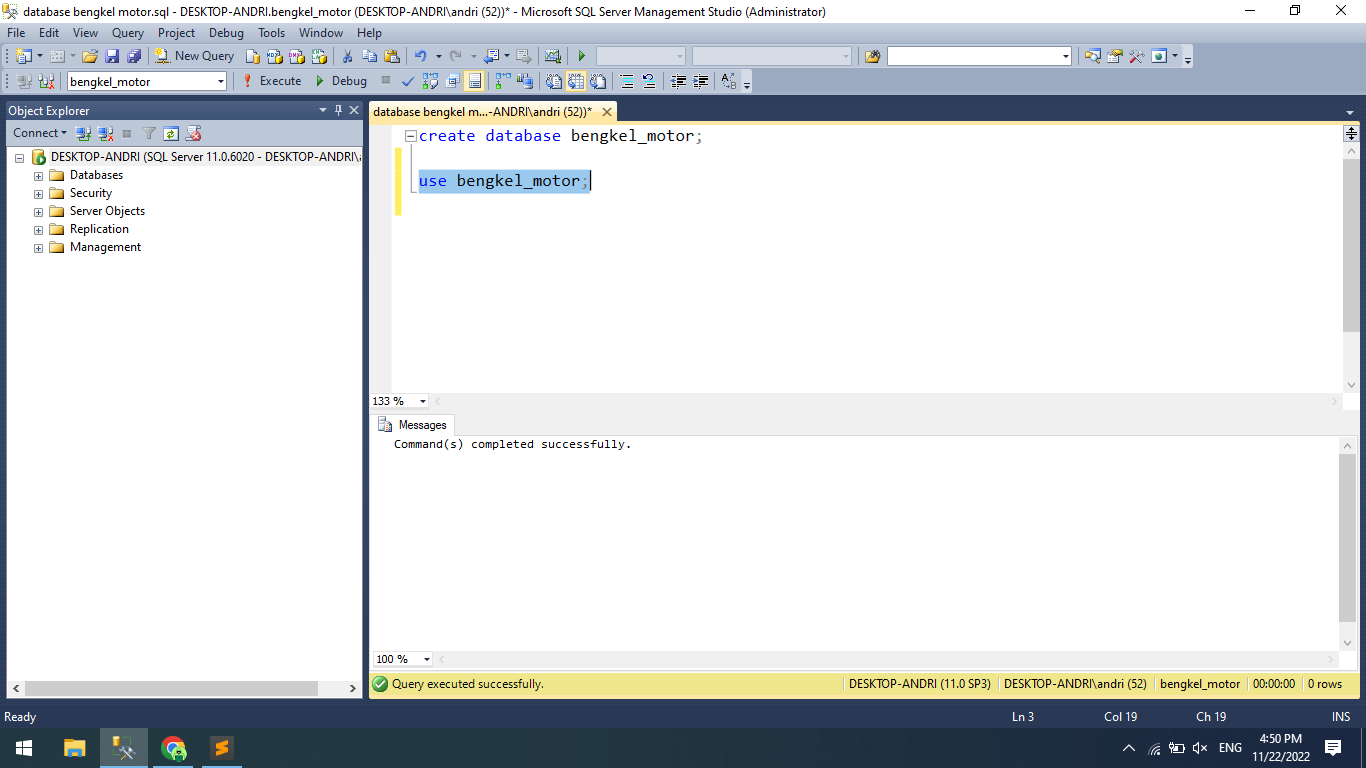 database bengkel motor.sql - DESKTOP-ANDRI.bengkel_motor (DESKTOP-ANDRI\andri (52))* - Microsoft SQL Server Management Studio (Administrator)
File Edit View Query Project Debug Tools Window Help
New Query
bengkel_motor Execute Debug
Object Explorer
Connect
DESKTOP-ANDRI (SQL Server 11.0.6020 - DESKTOP-ANDRI\
Databases
Security
Server Objects
Replication
Management
database bengkel m...-ANDRI\andri (52))*
create database bengkel_motor;
use bengkel_motor;
133 %
Messages
Command(s) completed successfully.
100 %
Query executed successfully. DESKTOP-ANDRI (11.0 SP3) DESKTOP-ANDRI\andri (52) bengkel_motor 00:00:00 0 rows
Ready Ln 3 Col 19 Ch 19 INS
ENG 4:50 PM
11/22/2022